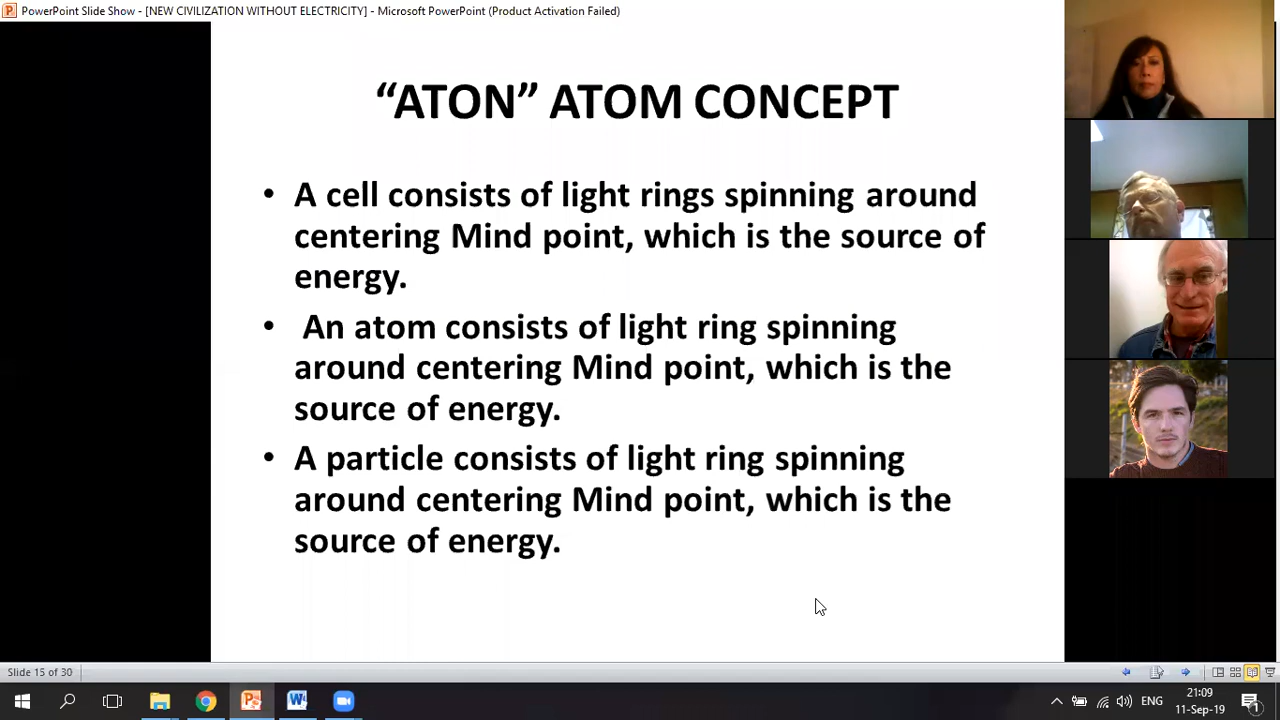 PowerPoint Slide Show - [NEW CIVILIZATION WITHOUT ELECTRICITY] - Microsoft PowerPoint (Product Activation Failed)
“ATON” ATOM CONCEPT
• A cell consists of light rings spinning around
centering Mind point, which is the source of
energy.
• An atom consists of light ring spinning
around centering Mind point, which is the
source of energy.
• A particle consists of light ring spinning
around centering Mind point, which is the
source of energy.
Slide 15 of 30
ENG
21:09
11-Sep-19